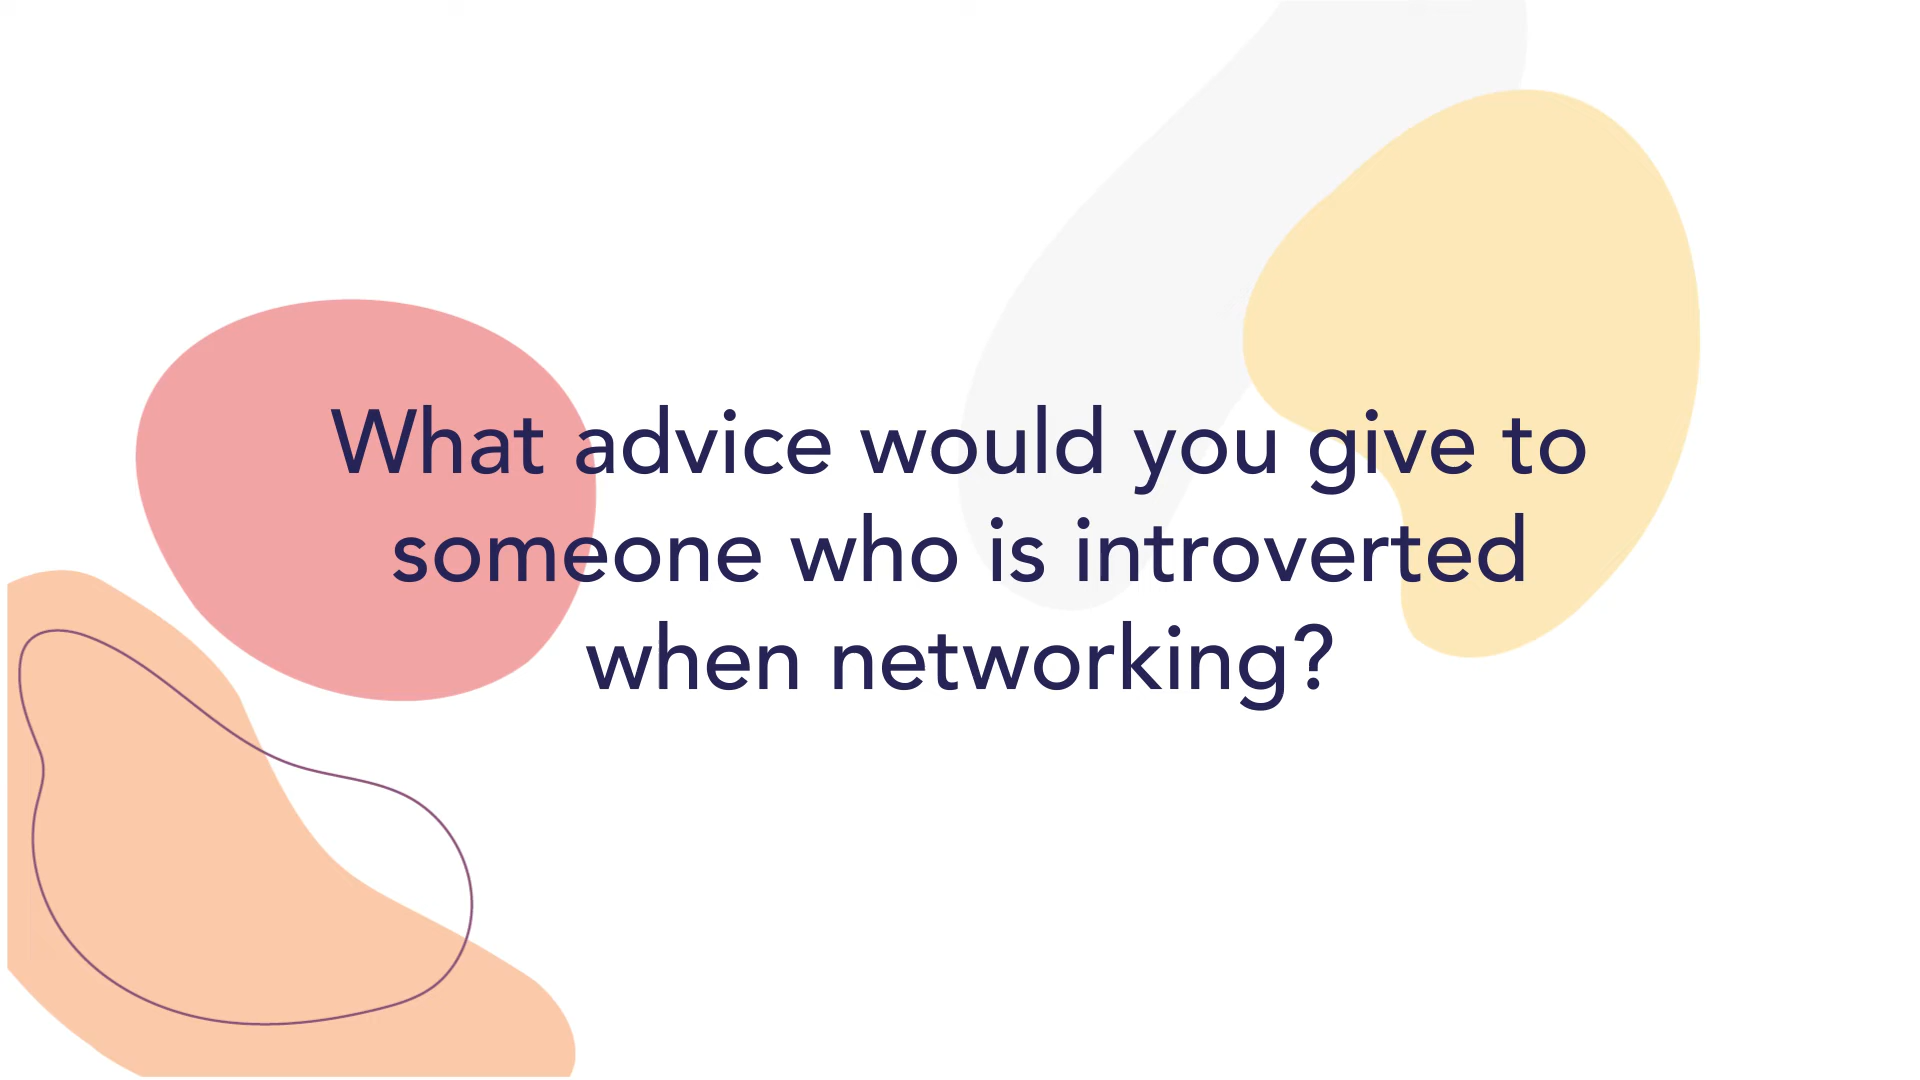 What advice would you give to
someone who is introverted
when networking?